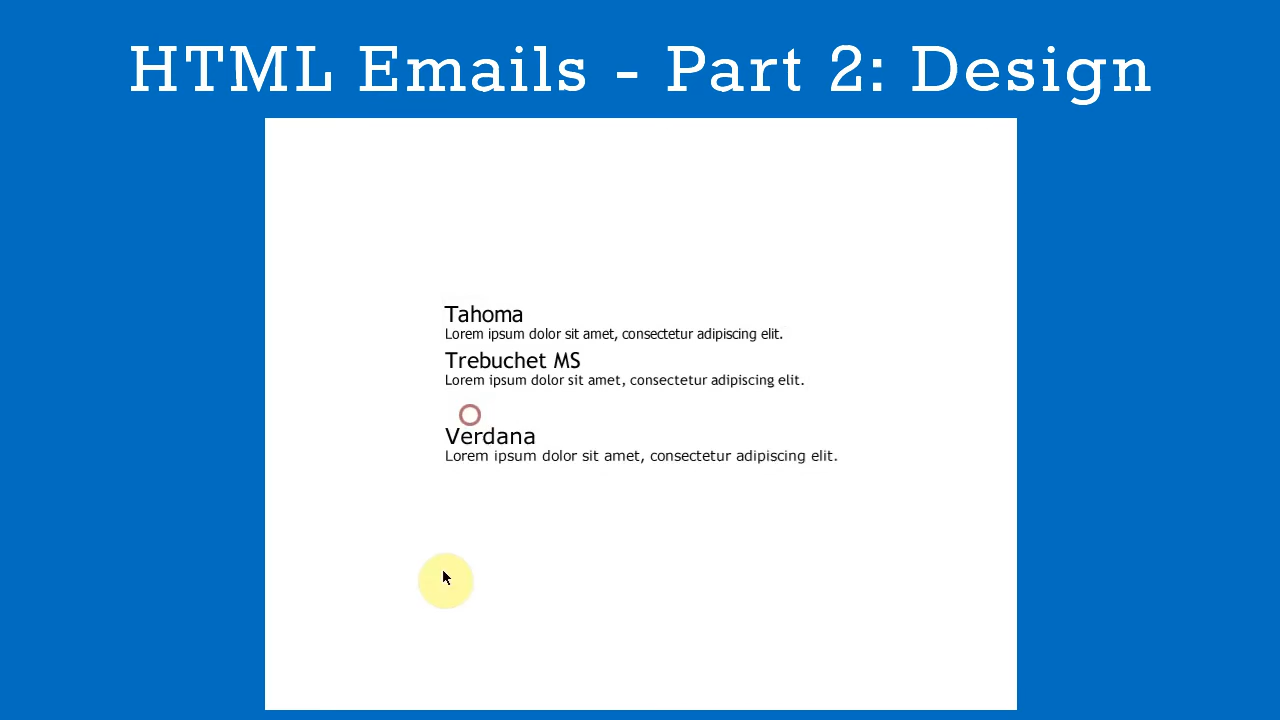 HTML Emails - Part 2: Design
Tahoma
Lorem ipsum dolor sit amet, consectetur adipiscing elit.
Trebuchet MS
Lorem ipsum dolor sit amet, consectetur adipiscing elit.
Verdana
Lorem ipsum dolor sit amet, consectetur adipiscing elit.